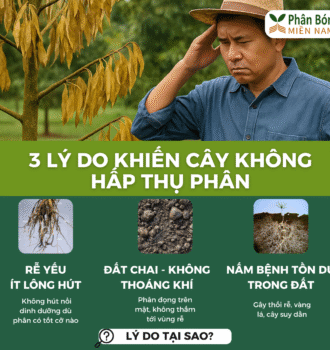 Phân Bón
MIỀN NAM
3 LÝ DO KHIẾN CÂY KHÔNG
HẤP THỤ PHÂN
RỄ YẾU
ÍT LÔNG HÚT
Không hút nổi
dinh dưỡng dù
phân có tốt cỡ nào
ĐẤT CHAI - KHÔNG
THOÁNG KHÍ
Phân đọng trên
mặt, không thấm
tới vùng rễ
NẤM BỆNH TỒN DƯ
TRONG ĐẤT
Gây thối rễ, vàng
lá, cây suy dần
LÝ DO TẠI SAO?